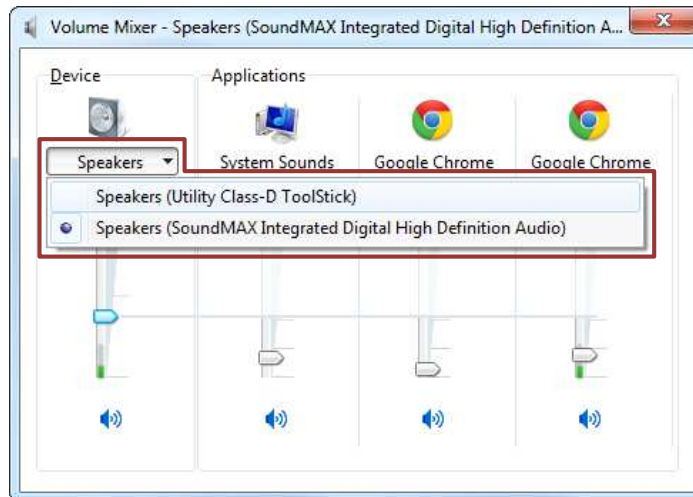 Volume Mixer - Speakers (SoundMAX Integrated Digital High Definition A...
Device
Applications
Speakers
System Sounds
Google Chrome
Google Chrome
Speakers (Utility Class-D ToolStick)
Speakers (SoundMAX Integrated Digital High Definition Audio)